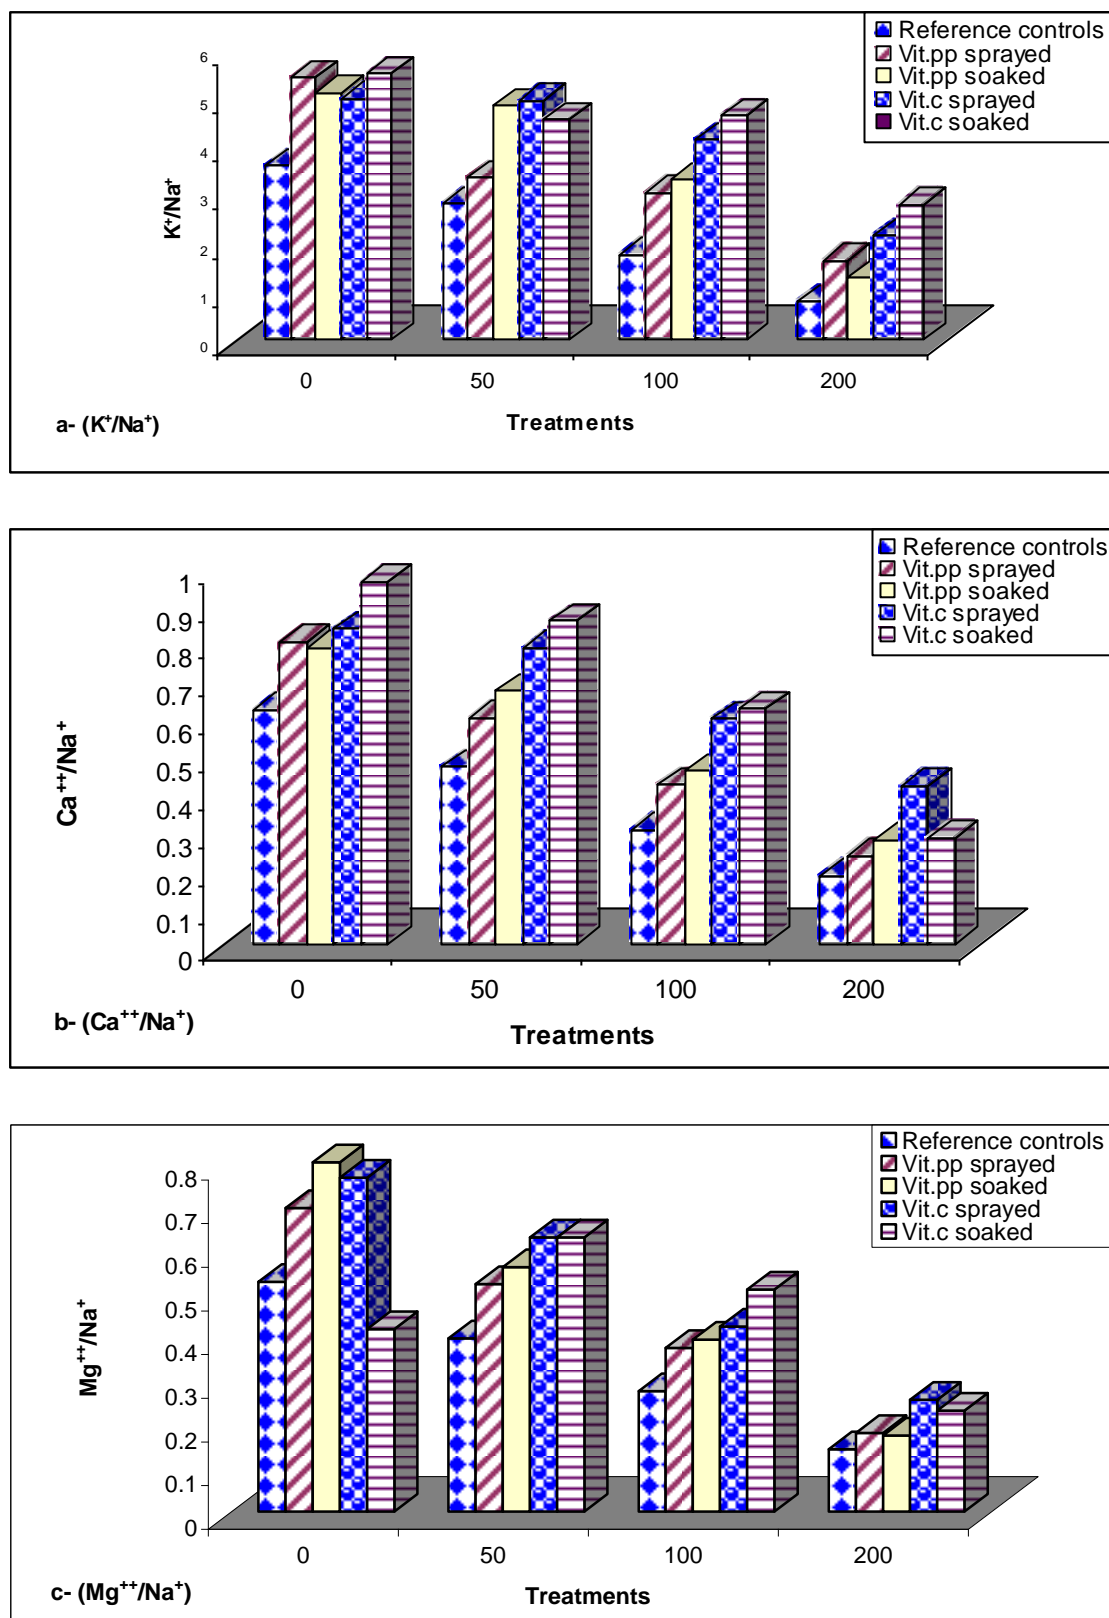 Reference controls
Vit.pp sprayed
Vit.pp soaked
Vit.c sprayed
Vit.c soaked
6
5
4
3
2
1
0
K⁺/Na⁺
0 50 100 200
Treatments
a- (K⁺/Na⁺)
Reference controls
Vit.pp sprayed
Vit.pp soaked
Vit.c sprayed
Vit.c soaked
1
0.9
0.8
0.7
0.6
0.5
0.4
0.3
0.2
0.1
0
Ca⁺⁺/Na⁺
0 50 100 200
Treatments
b- (Ca⁺⁺/Na⁺)
Reference controls
Vit.pp sprayed
Vit.pp soaked
Vit.c sprayed
Vit.c soaked
0.8
0.7
0.6
0.5
0.4
0.3
0.2
0.1
0
Mg⁺⁺/Na⁺
0 50 100 200
Treatments
c- (Mg⁺⁺/Na⁺)